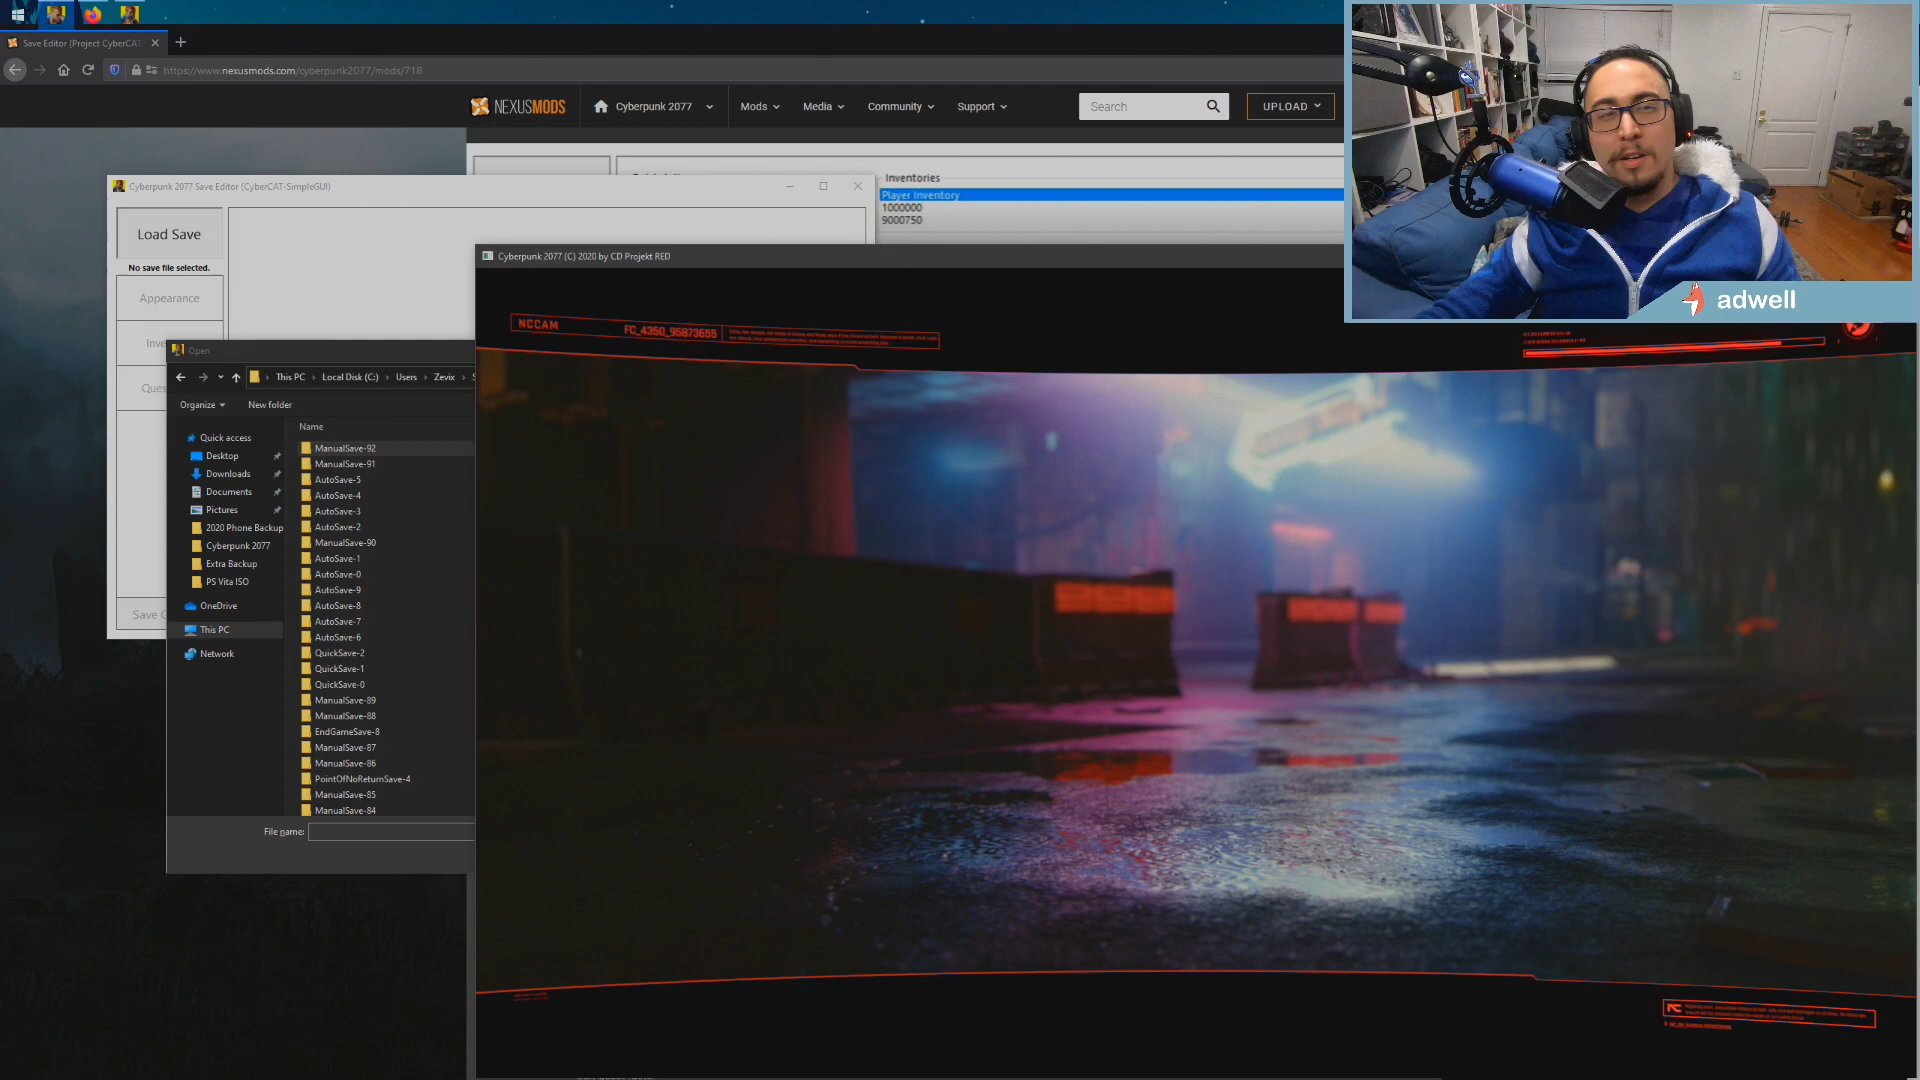 Save Editor (Project CyberCAT
https://www.nexusmods.com/cyberpunk2077/mods/718
NEXUSMODS
Cyberpunk 2077
Mods
Media
Community
Support
Search
UPLOAD
Cyberpunk 2077 Save Editor (CyberCAT-SimpleGUI)
Load Save
No save file selected.
Appearance
Inve
Ques
Save C
Inventories
Player Inventory
1000000
9000750
Open
This PC
Local Disk (C:)
Users
Zevix
S
Organize
New folder
Quick access
Desktop
Downloads
Documents
Pictures
2020 Phone Backup
Cyberpunk 2077
Extra Backup
PS Vita ISO
OneDrive
This PC
Network
Name
ManualSave-92
ManualSave-91
AutoSave-5
AutoSave-4
AutoSave-3
AutoSave-2
ManualSave-90
AutoSave-1
AutoSave-0
AutoSave-9
AutoSave-8
AutoSave-7
AutoSave-6
QuickSave-2
QuickSave-1
QuickSave-0
ManualSave-89
ManualSave-88
EndGameSave-8
ManualSave-87
ManualSave-86
PointOfNoReturnSave-4
ManualSave-85
ManualSave-84
File name:
Cyberpunk 2077 (C) 2020 by CD Projekt RED
NCCAM
FC_4350_95873655
adwell